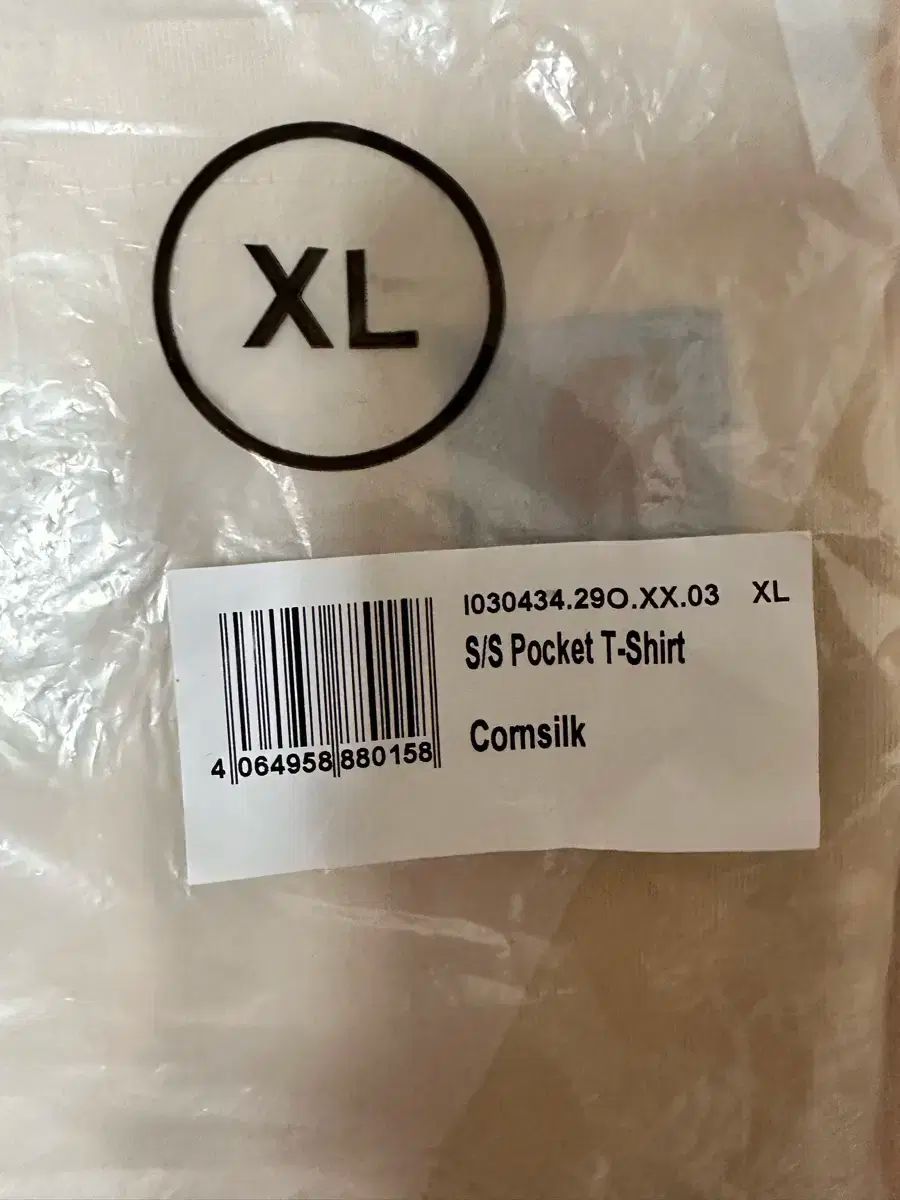 XL
I030434.29O.XX.03 XL
S/S Pocket T-Shirt
Cornsilk
4 064958 880158